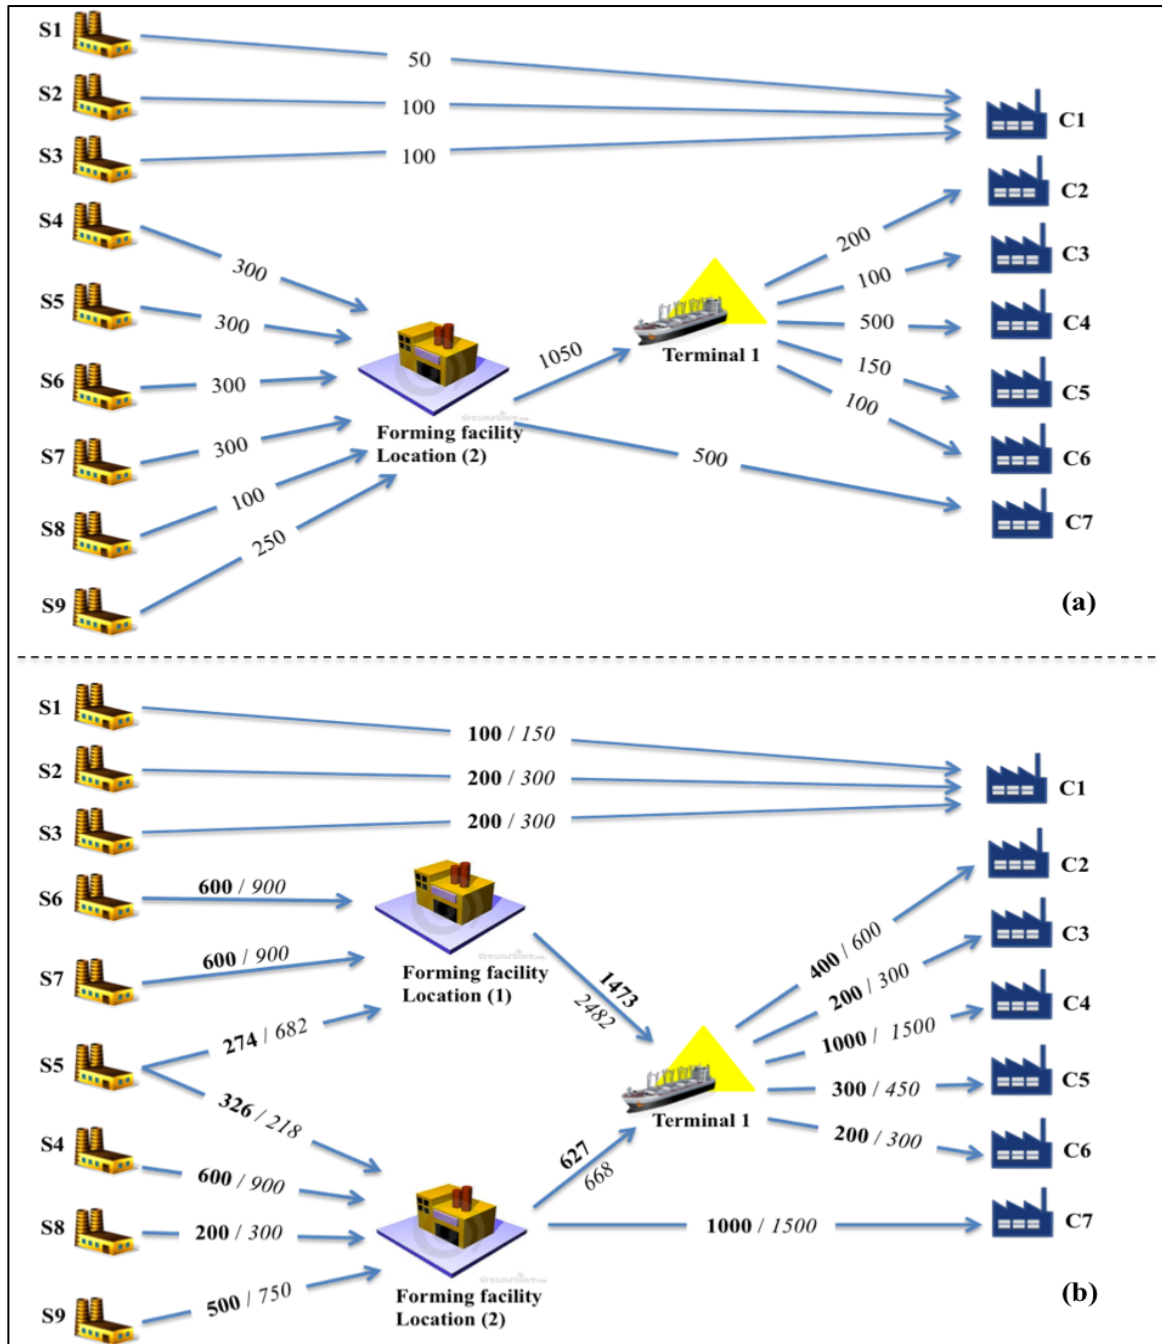 S1
50
S2
100
C1
S3
100
S4
C2
200
300
C3
100
S5
300
500
C4
Terminal 1
1050
150
C5
S6
300
100
Forming facility
Location (2)
S7
300
C6
500
S8
100
C7
250
S9
(a)
S1
100 / 150
S2
200 / 300
C1
S3
200 / 300
C2
S6
600 / 900
400 / 600
C3
200 / 300
S7
600 / 900
Forming facility
Location (1)
1473
2482
C4
1000 / 1500
S5
274 / 682
300 / 450
C5
326 / 218
Terminal 1
200 / 300
C6
S4
600 / 900
627
668
S8
200 / 300
1000 / 1500
C7
500 / 750
Forming facility
Location (2)
S9
(b)